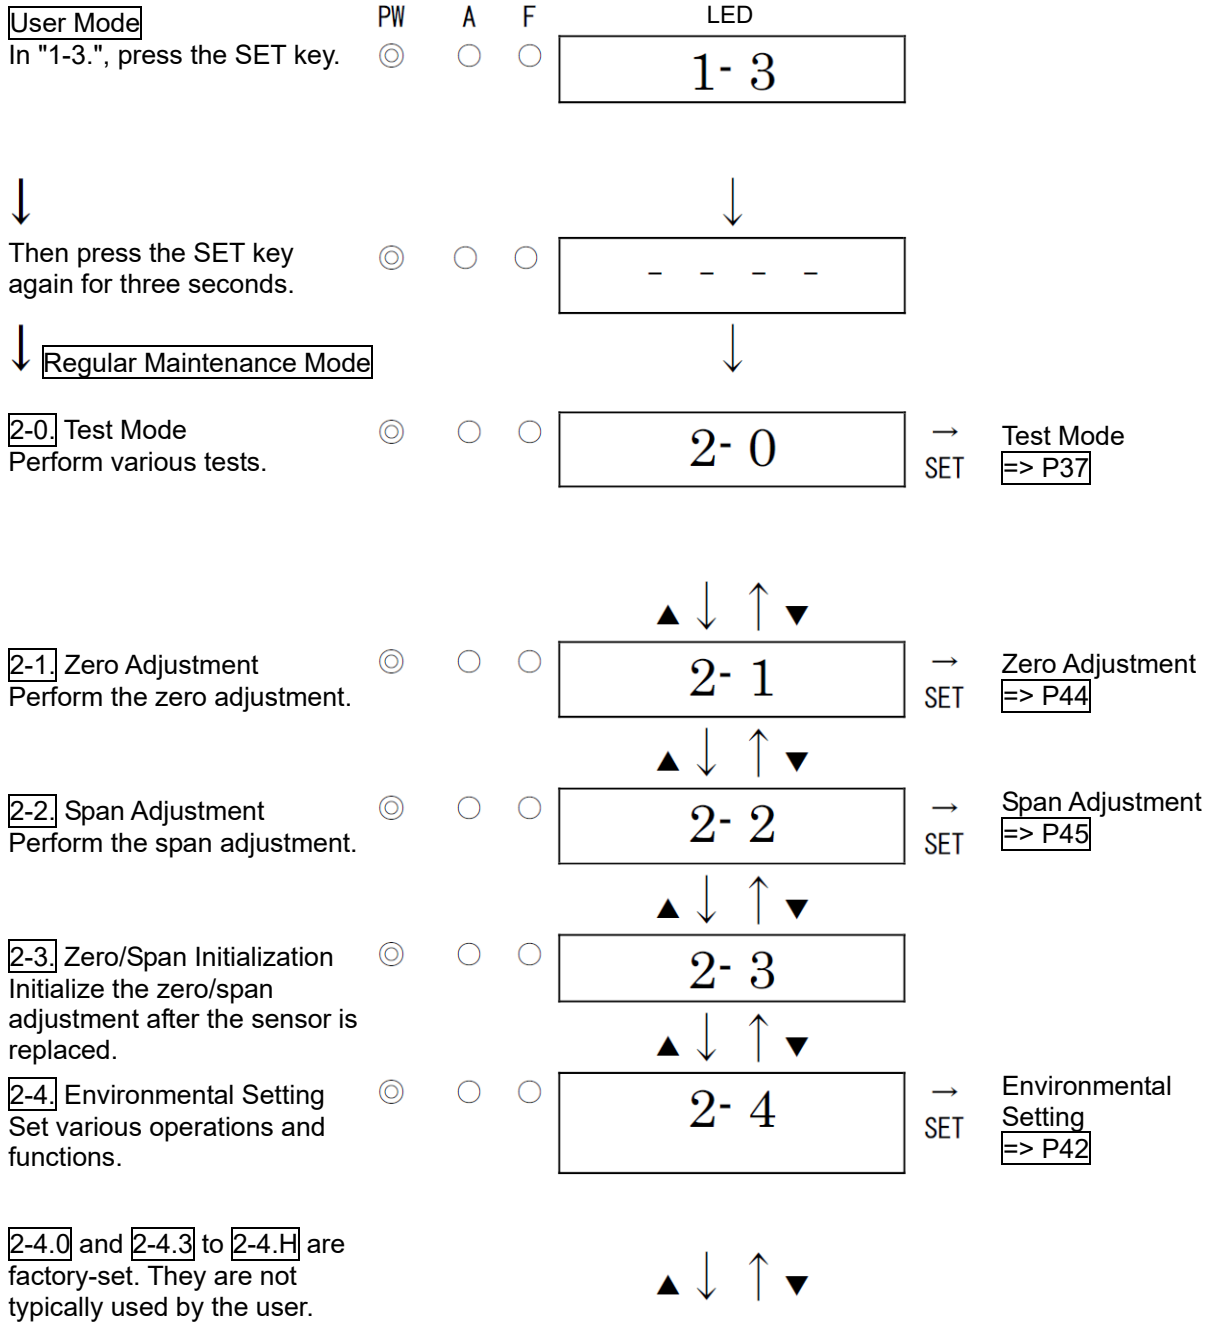 User Mode PW A F LED
In "1-3.", press the SET key. ◎ ○ ○ 1- 3
↓ ↓
Then press the SET key ◎ ○ ○ - - - -
again for three seconds.
↓ Regular Maintenance Mode ↓
2-0. Test Mode ◎ ○ ○ 2- 0 → Test Mode
Perform various tests. SET => P37
▲ ↓ ↑ ▼
2-1. Zero Adjustment ◎ ○ ○ 2- 1 → Zero Adjustment
Perform the zero adjustment. SET => P44
▲ ↓ ↑ ▼
2-2. Span Adjustment ◎ ○ ○ 2- 2 → Span Adjustment
Perform the span adjustment. SET => P45
▲ ↓ ↑ ▼
2-3. Zero/Span Initialization ◎ ○ ○ 2- 3
Initialize the zero/span
adjustment after the sensor is
replaced.
▲ ↓ ↑ ▼
2-4. Environmental Setting ◎ ○ ○ 2- 4 → Environmental
Set various operations and SET Setting
functions. => P42
2-4.0 and 2-4.3 to 2-4.H are
factory-set. They are not
typically used by the user.
▲ ↓ ↑ ▼